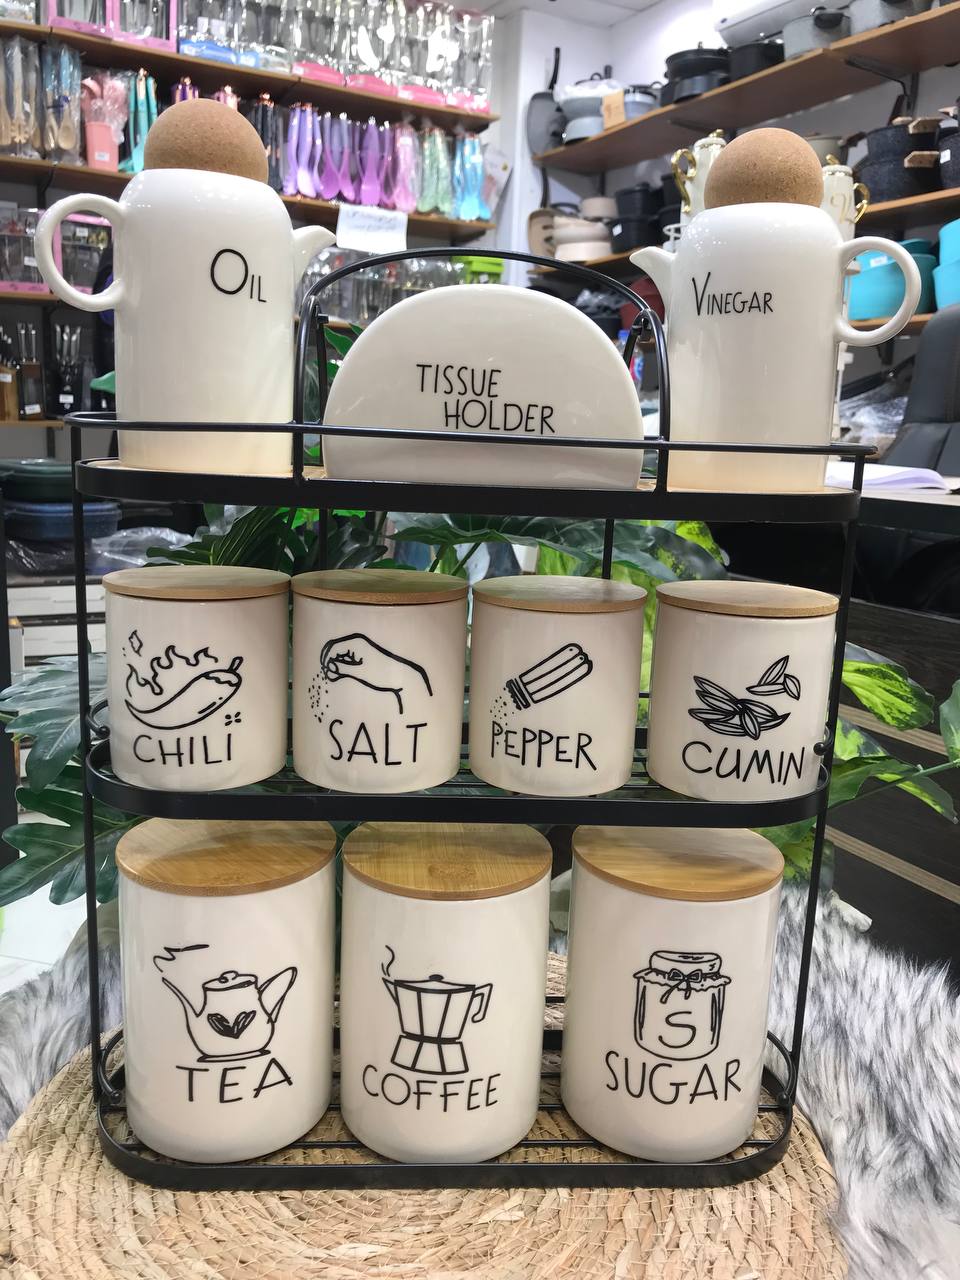 OIL
VINEGAR
TISSUE
HOLDER
CHILI
SALT
PEPPER
CUMIN
TEA
COFFEE
S
SUGAR